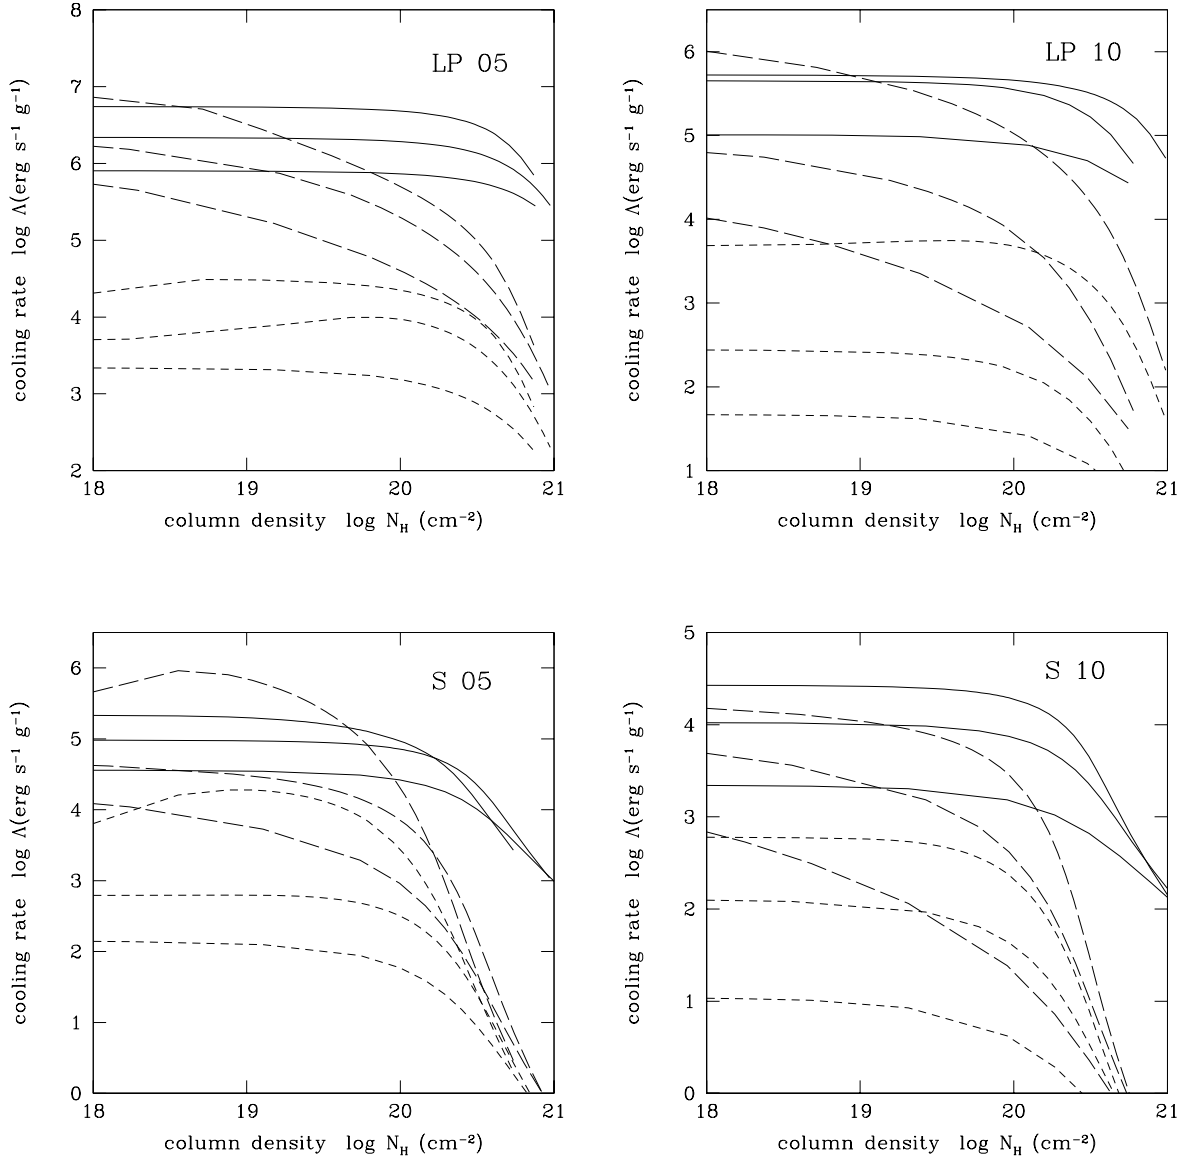 LP 05
cooling rate log Λ(erg s⁻¹ g⁻¹)
8
7
6
5
4
3
2
18 19 20 21
column density log N_H (cm⁻²)
LP 10
cooling rate log Λ(erg s⁻¹ g⁻¹)
6
5
4
3
2
1
18 19 20 21
column density log N_H (cm⁻²)
S 05
cooling rate log Λ(erg s⁻¹ g⁻¹)
6
5
4
3
2
1
0
18 19 20 21
column density log N_H (cm⁻²)
S 10
cooling rate log Λ(erg s⁻¹ g⁻¹)
5
4
3
2
1
0
18 19 20 21
column density log N_H (cm⁻²)